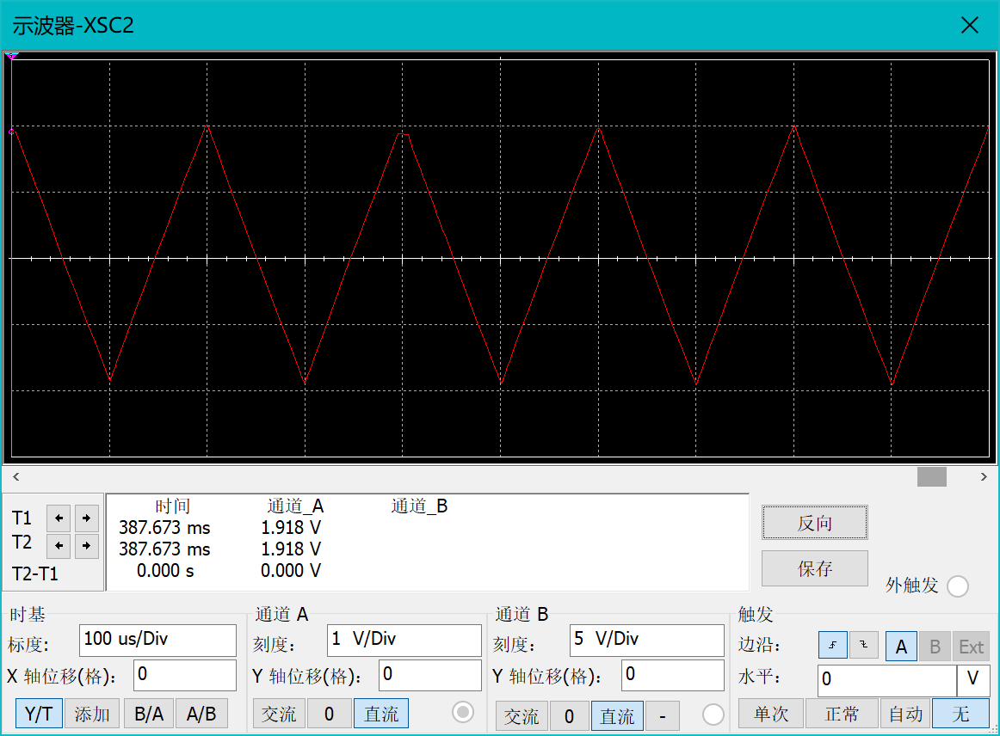 示波器-XSC2
时间 通道_A 通道_B
T1 387.673 ms 1.918 V
T2 387.673 ms 1.918 V
T2-T1 0.000 s 0.000 V
反向
保存
外触发
时基
标度: 100 us/Div
X 轴位移(格): 0
Y/T 添加 B/A A/B
通道 A
刻度: 1 V/Div
Y 轴位移(格): 0
交流 0 直流
通道 B
刻度: 5 V/Div
Y 轴位移(格): 0
交流 0 直流 -
触发
边沿: A B Ext
水平: 0 V
单次 正常 自动 无